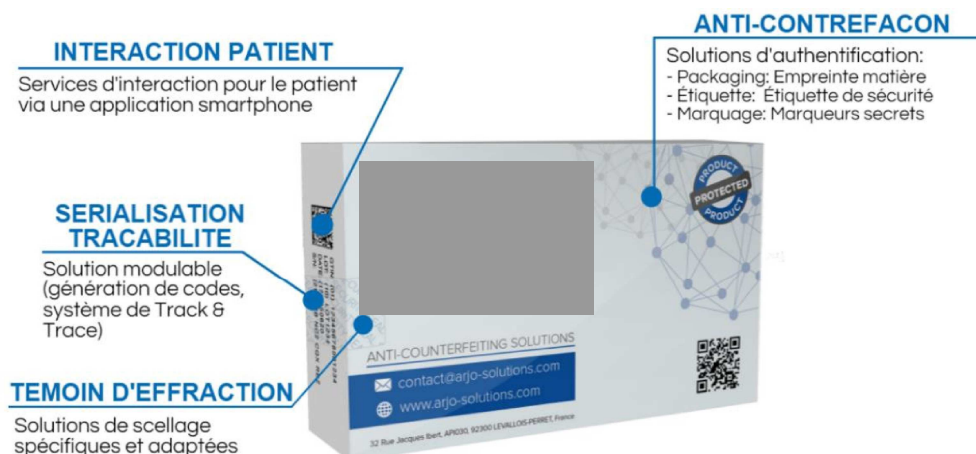 INTERACTION PATIENT
Services d'interaction pour le patient
via une application smartphone
ANTI-CONTREFACON
Solutions d'authentification:
- Packaging: Empreinte matière
- Étiquette: Étiquette de sécurité
- Marquage: Marqueurs secrets
SERIALISATION
TRACABILITE
Solution modulable
(génération de codes,
système de Track &
Trace)
TEMOIN D'EFFRACTION
Solutions de scellage
spécifiques et adaptées
PRODUCT
PROTECTED
PRODUCT
ANTI-COUNTERFEITING SOLUTIONS
contact@arjo-solutions.com
www.arjo-solutions.com
32 Rue Jacques Ibert, API030, 92300 LEVALLOIS-PERRET, France